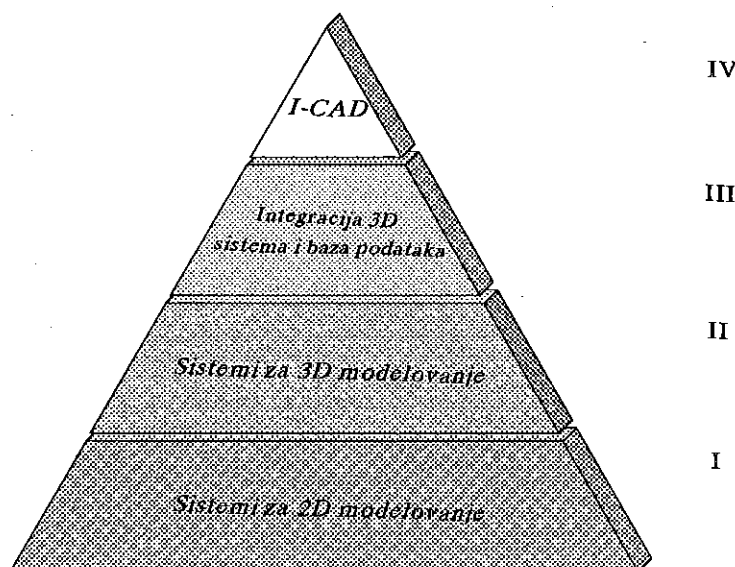 I-CAD
IV
Integracija 3D
sistema i baza podataka
III
Sistemi za 3D modelovanje
II
Sistemi za 2D modelovanje
I